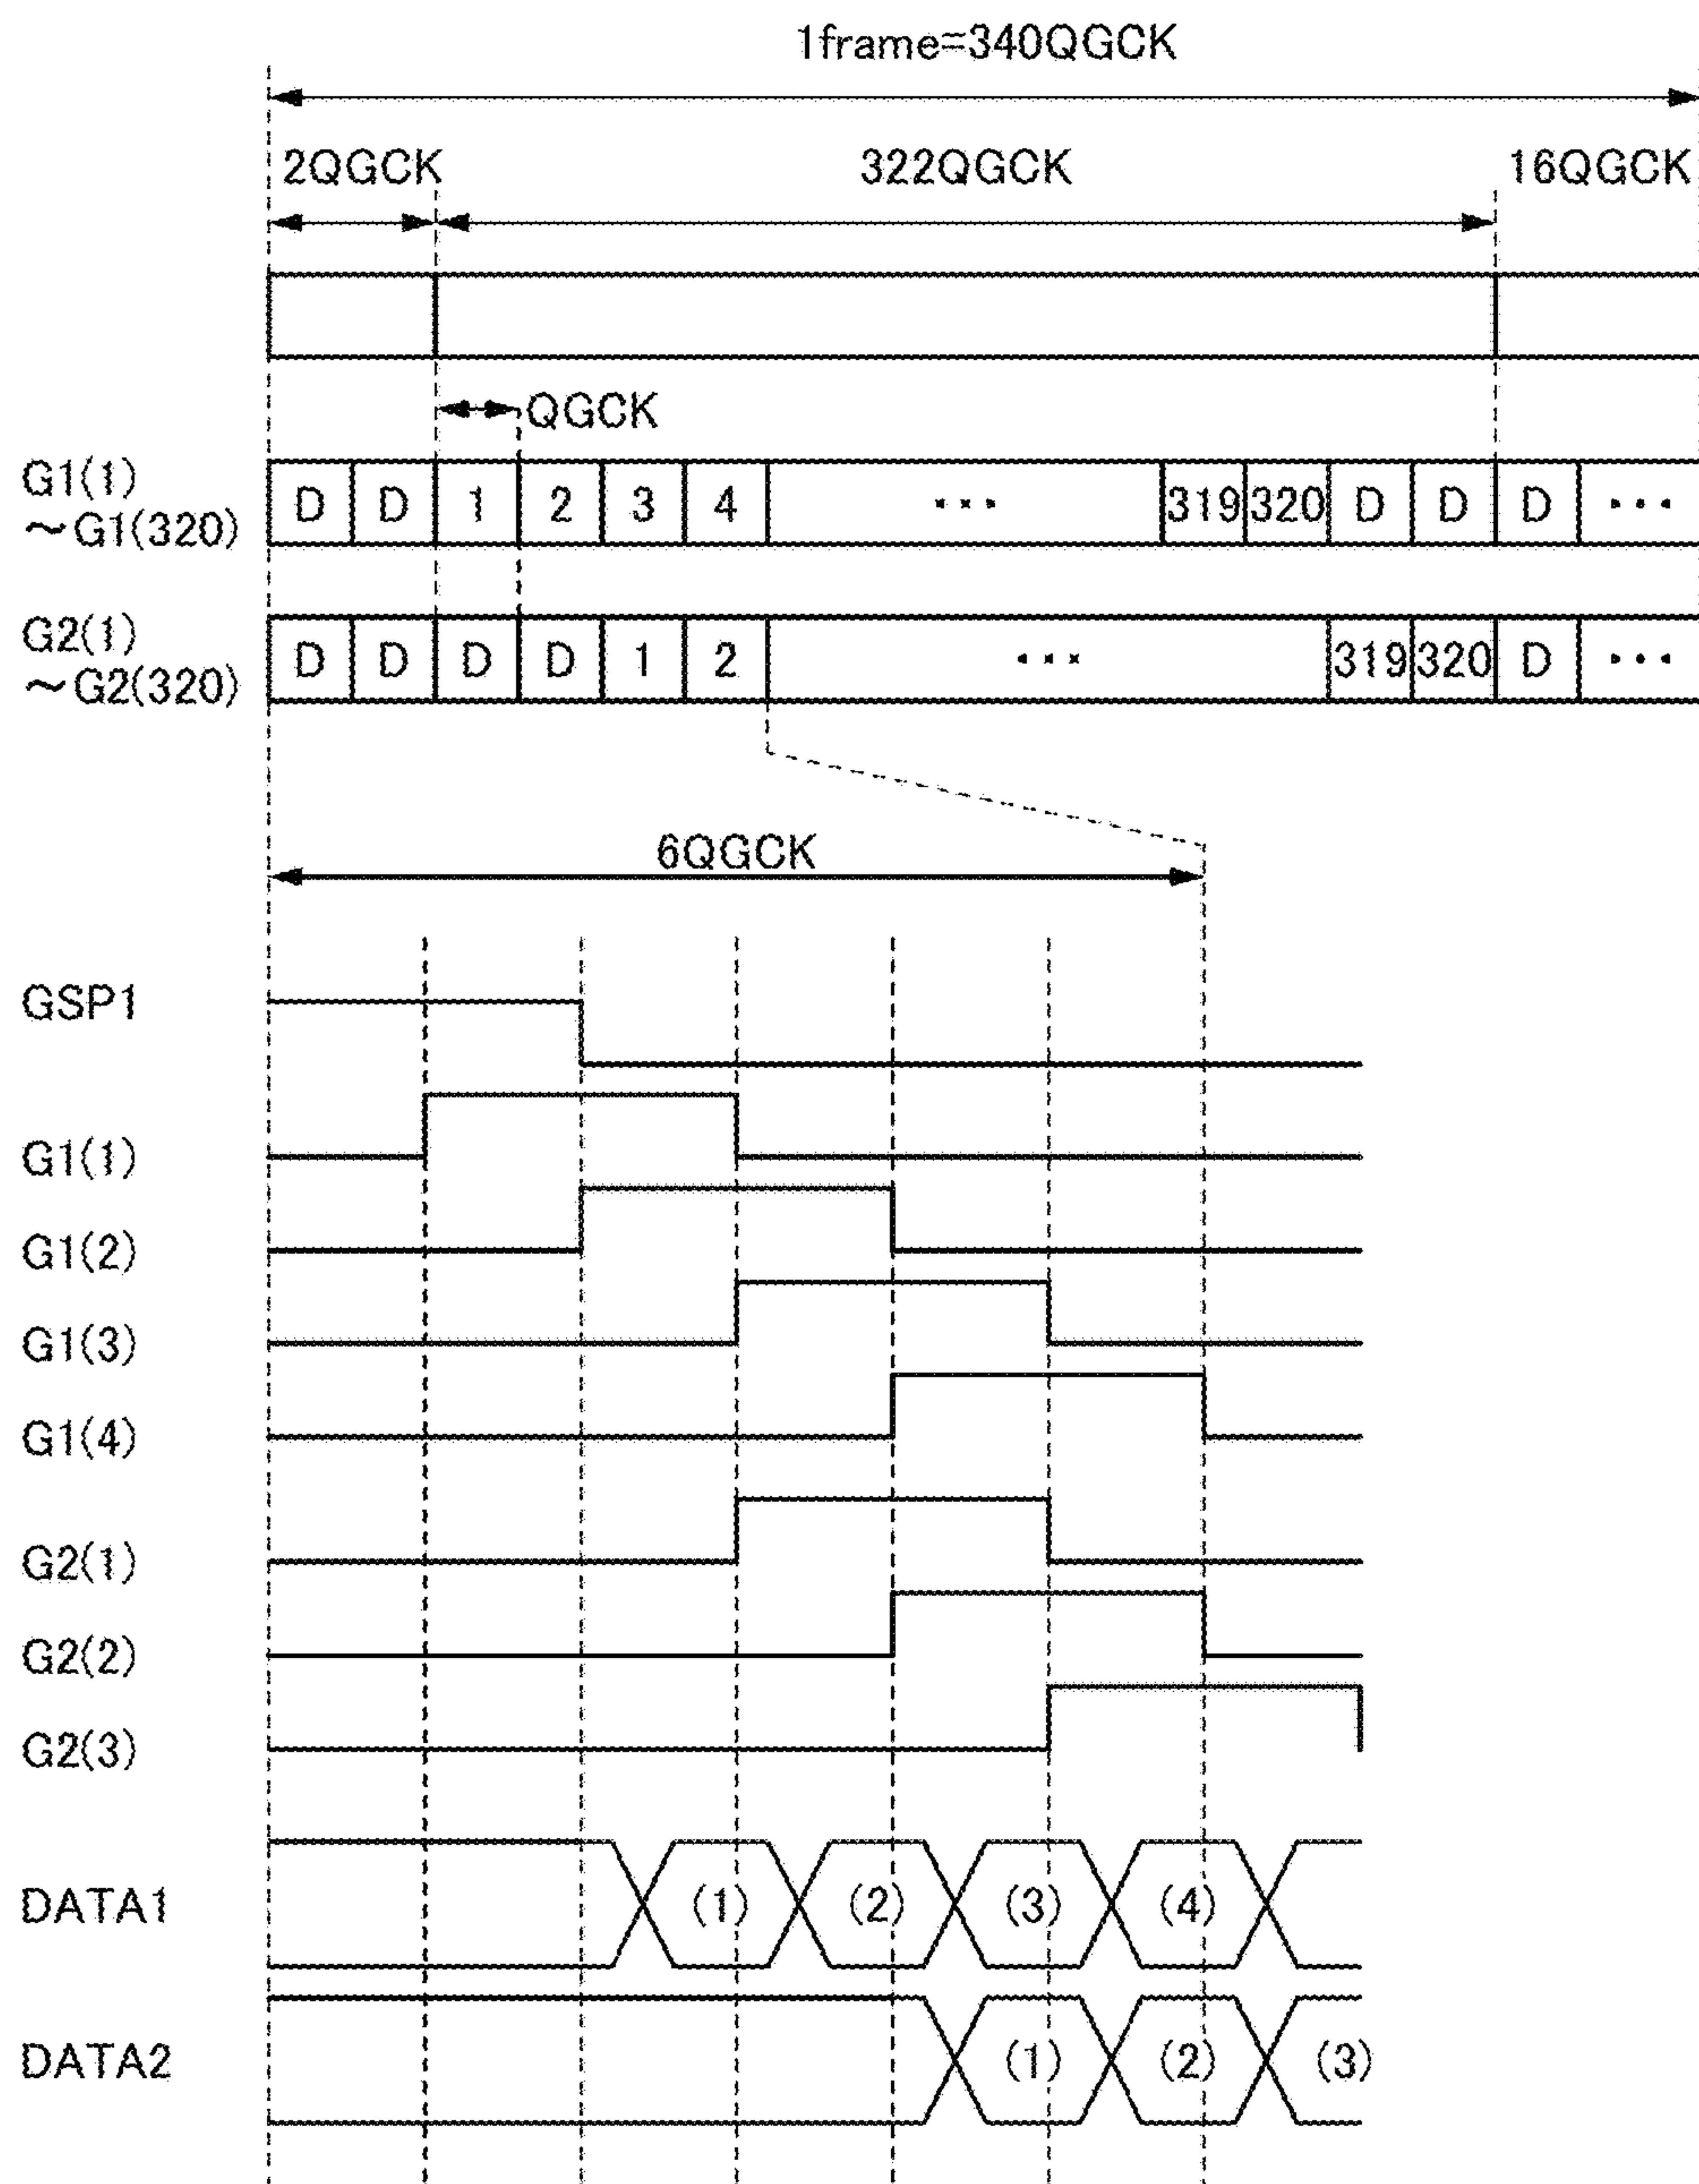 1frame=340QGCK
2QGCK 322QGCK 16QGCK
QGCK
G1(1)
~G1(320)
D D 1 2 3 4 ... 319 320 D D D ...
G2(1)
~G2(320)
D D D D 1 2 ... 319 320 D ...
6QGCK
GSP1
G1(1)
G1(2)
G1(3)
G1(4)
G2(1)
G2(2)
G2(3)
DATA1 (1) (2) (3) (4)
DATA2 (1) (2) (3)